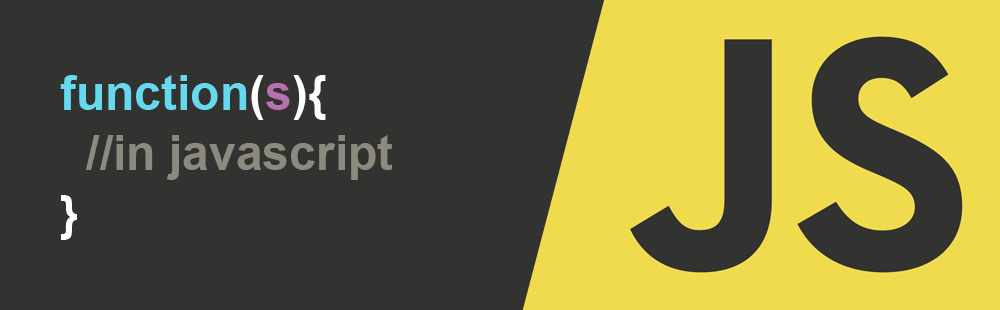 function(s){
//in javascript
}
JS